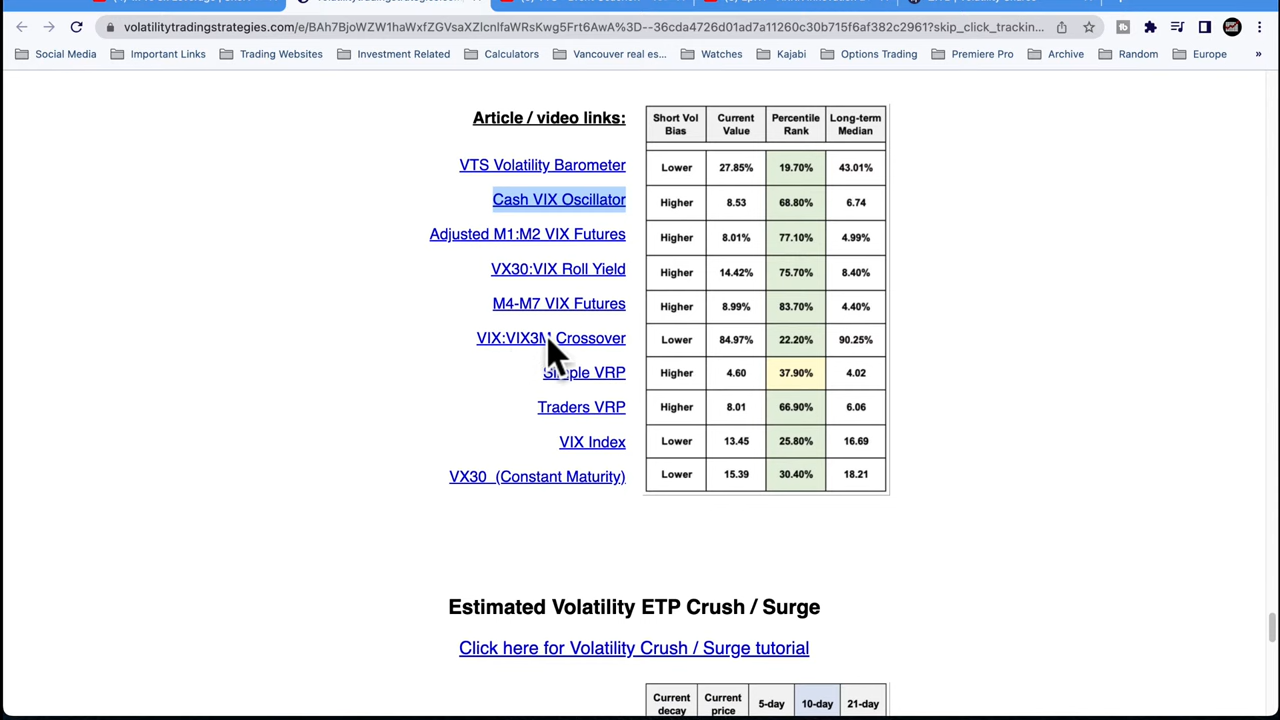 volatilitytradingstrategies.com/e/BAh7BjoWZW1haWxfZGVsaXZlcnlfaWRsKwg5Frt6AwA%3D--36cda4726d01ad7a11260c30b715f6af382c2961?skip_click_trackin...
Social Media Important Links Trading Websites Investment Related Calculators Vancouver real es... Watches Kajabi Options Trading Premiere Pro Archive Random Europe »
Article / video links: Short Vol Bias Current Value Percentile Rank Long-term Median
VTS Volatility Barometer Lower 27.85% 19.70% 43.01%
Cash VIX Oscillator Higher 8.53 68.80% 6.74
Adjusted M1:M2 VIX Futures Higher 8.01% 77.10% 4.99%
VX30:VIX Roll Yield Higher 14.42% 75.70% 8.40%
M4-M7 VIX Futures Higher 8.99% 83.70% 4.40%
VIX:VIX3M Crossover Lower 84.97% 22.20% 90.25%
Simple VRP Higher 4.60 37.90% 4.02
Traders VRP Higher 8.01 66.90% 6.06
VIX Index Lower 13.45 25.80% 16.69
VX30 (Constant Maturity) Lower 15.39 30.40% 18.21
Estimated Volatility ETP Crush / Surge
Click here for Volatility Crush / Surge tutorial
Current decay Current price 5-day 10-day 21-day